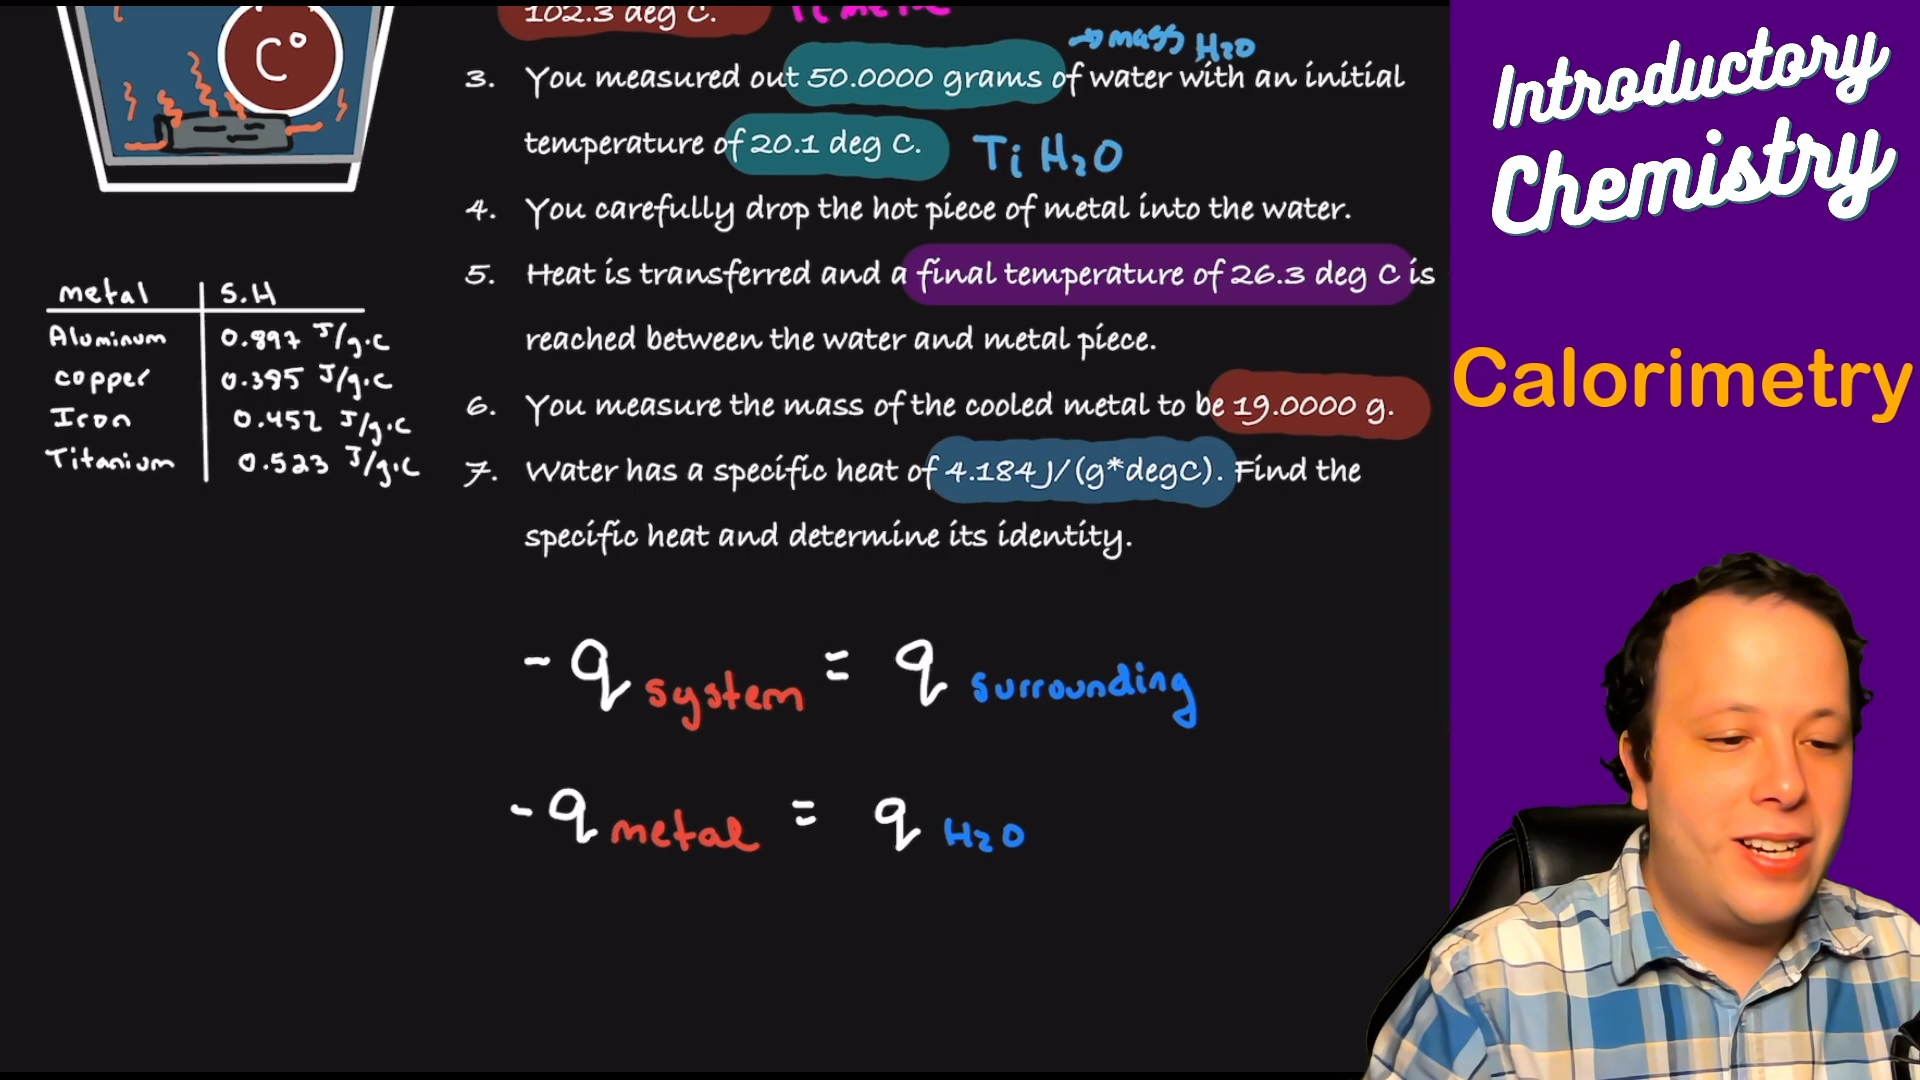 102.3 deg C. Ti metal
→ mass H2O
3. You measured out 50.0000 grams of water with an initial
temperature of 20.1 deg C. Ti H2O
4. You carefully drop the hot piece of metal into the water.
5. Heat is transferred and a final temperature of 26.3 deg C is
reached between the water and metal piece.
6. You measure the mass of the cooled metal to be 19.0000 g.
7. Water has a specific heat of 4.184J/(g*degC). Find the
specific heat and determine its identity.
C°
metal S.H
Aluminum 0.897 J/g.c
copper 0.385 J/g.c
Iron 0.452 J/g.c
Titanium 0.523 J/g.c
-q system = q surrounding
-q metal = q H2O
Introductory
Chemistry
Calorimetry